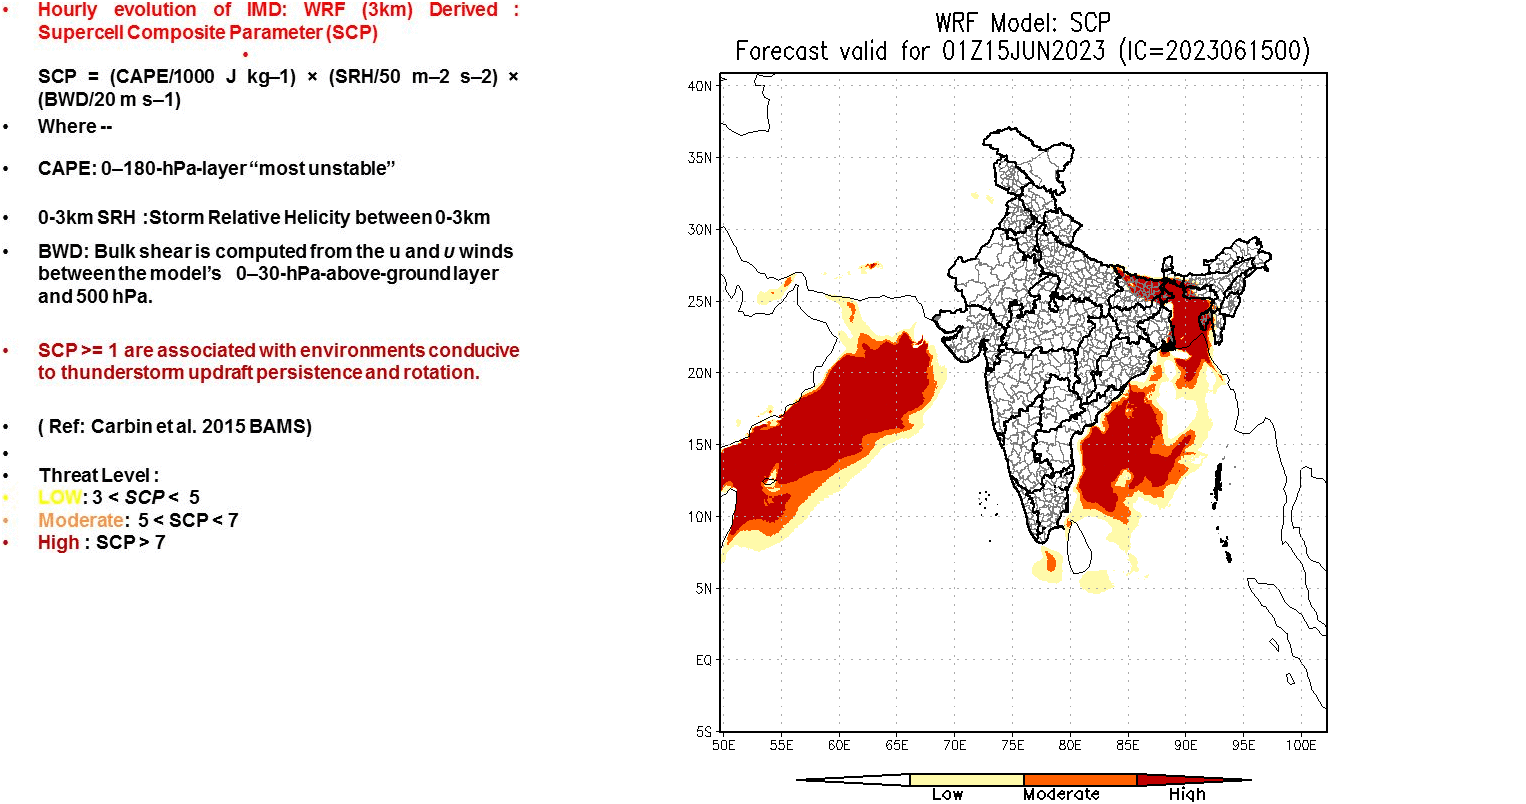 • Hourly evolution of IMD: WRF (3km) Derived :
Supercell Composite Parameter (SCP)
•
SCP = (CAPE/1000 J kg–1) × (SRH/50 m–2 s–2) ×
(BWD/20 m s–1)
• Where --
• CAPE: 0–180-hPa-layer “most unstable”
• 0-3km SRH :Storm Relative Helicity between 0-3km
• BWD: Bulk shear is computed from the u and υ winds
between the model’s 0–30-hPa-above-ground layer
and 500 hPa.
• SCP >= 1 are associated with environments conducive
to thunderstorm updraft persistence and rotation.
• ( Ref: Carbin et al. 2015 BAMS)
•
• Threat Level :
• LOW: 3 < SCP < 5
• Moderate: 5 < SCP < 7
• High : SCP > 7
WRF Model: SCP
Forecast valid for 01Z15JUN2023 (IC=2023061500)
40N
35N
30N
25N
20N
15N
10N
5N
EQ
5S
50E 55E 60E 65E 70E 75E 80E 85E 90E 95E 100E
Low Moderate High